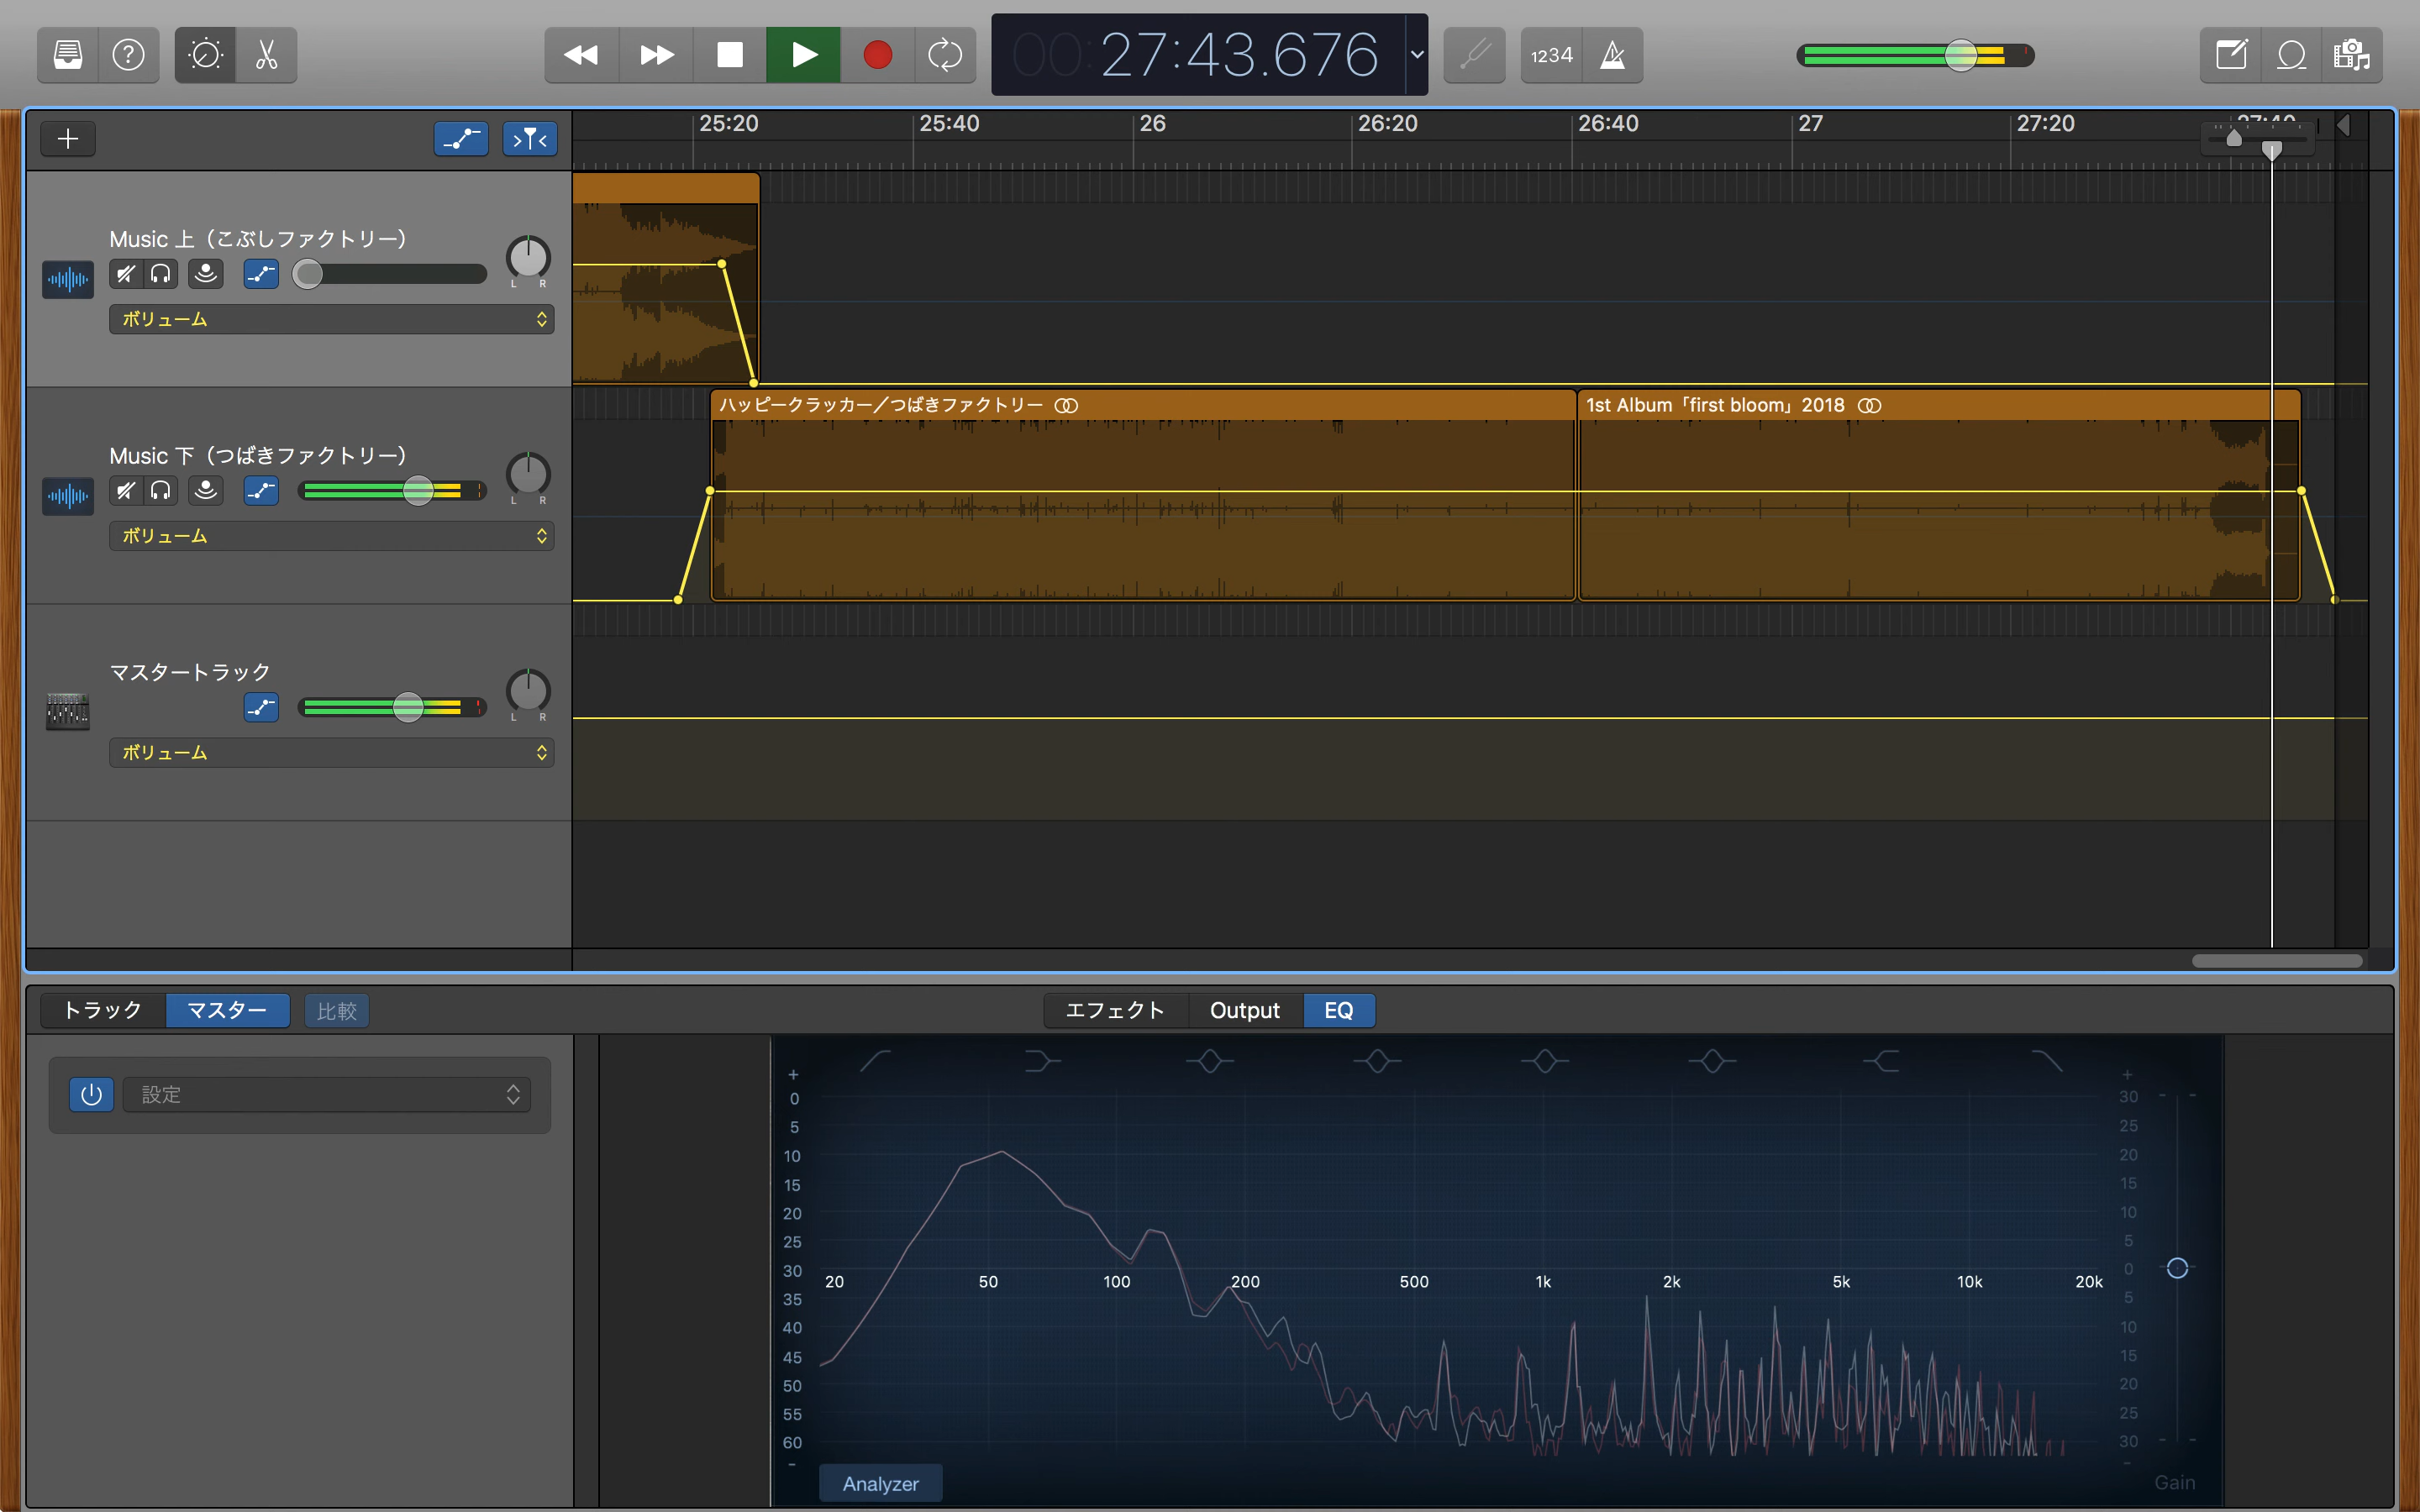 00:27:43.676
1234
25:20 25:40 26 26:20 26:40 27 27:20 27:40
Music 上（こぶしファクトリー）
L R
ボリューム
ハッピークラッカー／つばきファクトリー
1st Album「first bloom」2018
Music 下（つばきファクトリー）
L R
ボリューム
マスタートラック
L R
ボリューム
トラック マスター 比較
エフェクト Output EQ
設定
+ +
0 30
5 25
10 20
15 15
20 10
25 5
30 20 50 100 200 500 1k 2k 5k 10k 20k 0
35 5
40 10
45 15
50 20
55 25
60 30
- -
Analyzer
Gain